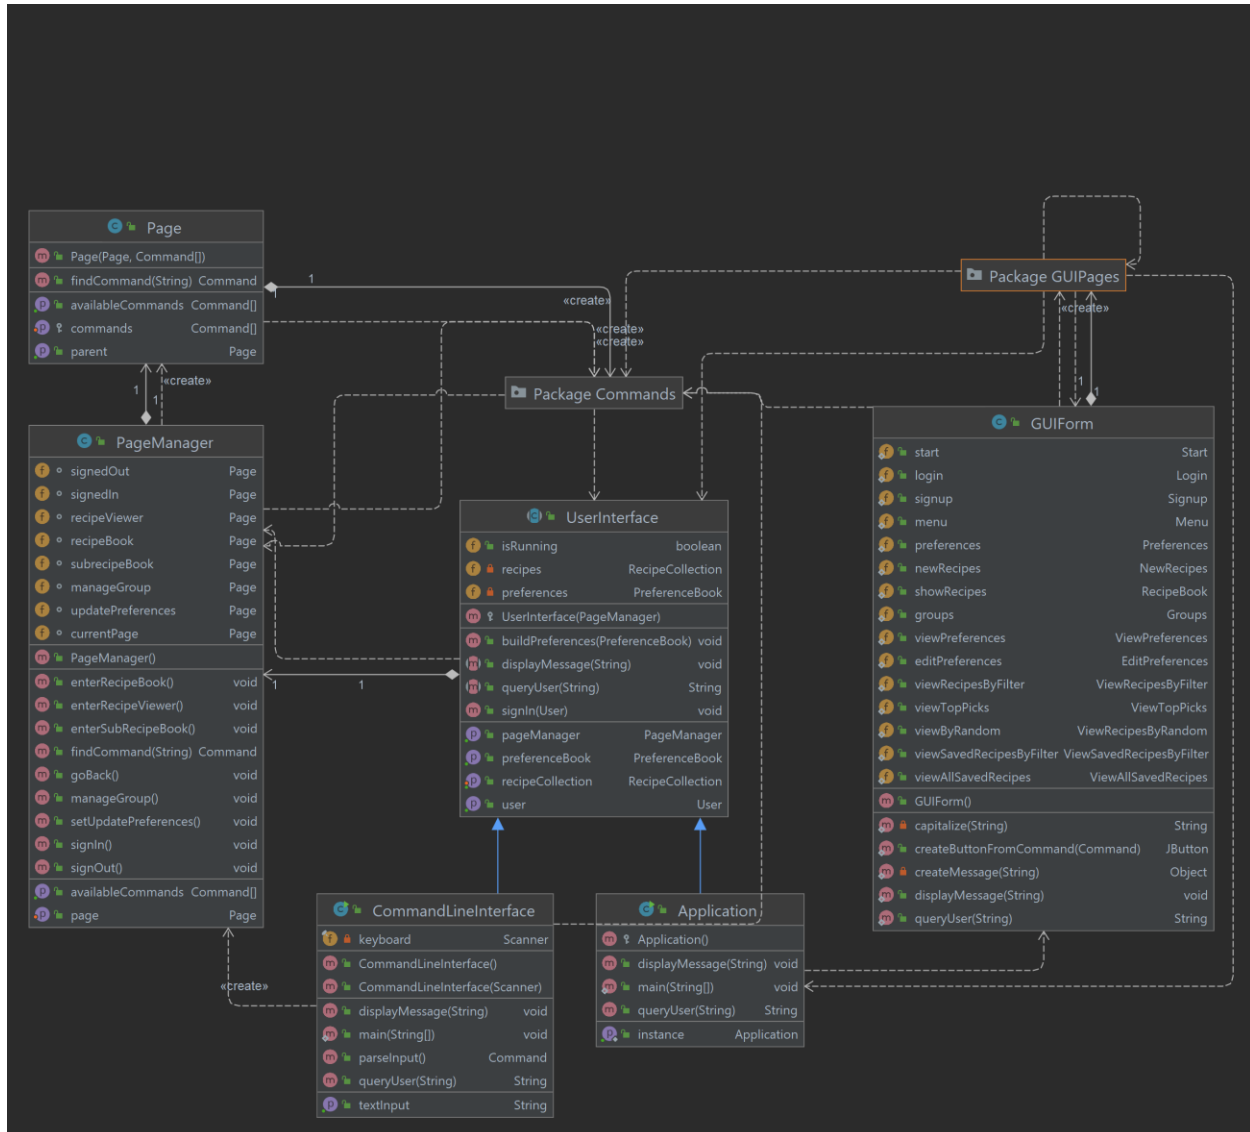 Page
Page(Page, Command[])
findCommand(String) Command
availableCommands Command[]
commands Command[]
parent Page
1
1
«create»
«create»
«create»
Package Commands
Package GUIPages
«create»
1
1
1
1
«create»
PageManager
signedOut Page
signedIn Page
recipeViewer Page
recipeBook Page
subrecipeBook Page
manageGroup Page
updatePreferences Page
currentPage Page
PageManager()
enterRecipeBook() void
enterRecipeViewer() void
enterSubRecipeBook() void
findCommand(String) Command
goBack() void
manageGroup() void
setUpdatePreferences() void
signIn() void
signOut() void
availableCommands Command[]
page Page
1
1
UserInterface
isRunning boolean
recipes RecipeCollection
preferences PreferenceBook
UserInterface(PageManager)
buildPreferences(PreferenceBook) void
displayMessage(String) void
queryUser(String) String
signIn(User) void
pageManager PageManager
preferenceBook PreferenceBook
recipeCollection RecipeCollection
user User
GUIForm
start Start
login Login
signup Signup
menu Menu
preferences Preferences
newRecipes NewRecipes
showRecipes RecipeBook
groups Groups
viewPreferences ViewPreferences
editPreferences EditPreferences
viewRecipesByFilter ViewRecipesByFilter
viewTopPicks ViewTopPicks
viewByRandom ViewRecipesByRandom
viewSavedRecipesByFilter ViewSavedRecipesByFilter
viewAllSavedRecipes ViewAllSavedRecipes
GUIForm()
capitalize(String) String
createButtonFromCommand(Command) JButton
createMessage(String) Object
displayMessage(String) void
queryUser(String) String
«create»
CommandLineInterface
keyboard Scanner
CommandLineInterface()
CommandLineInterface(Scanner)
displayMessage(String) void
main(String[]) void
parseInput() Command
queryUser(String) String
textInput String
Application
Application()
displayMessage(String) void
main(String[]) void
queryUser(String) String
instance Application